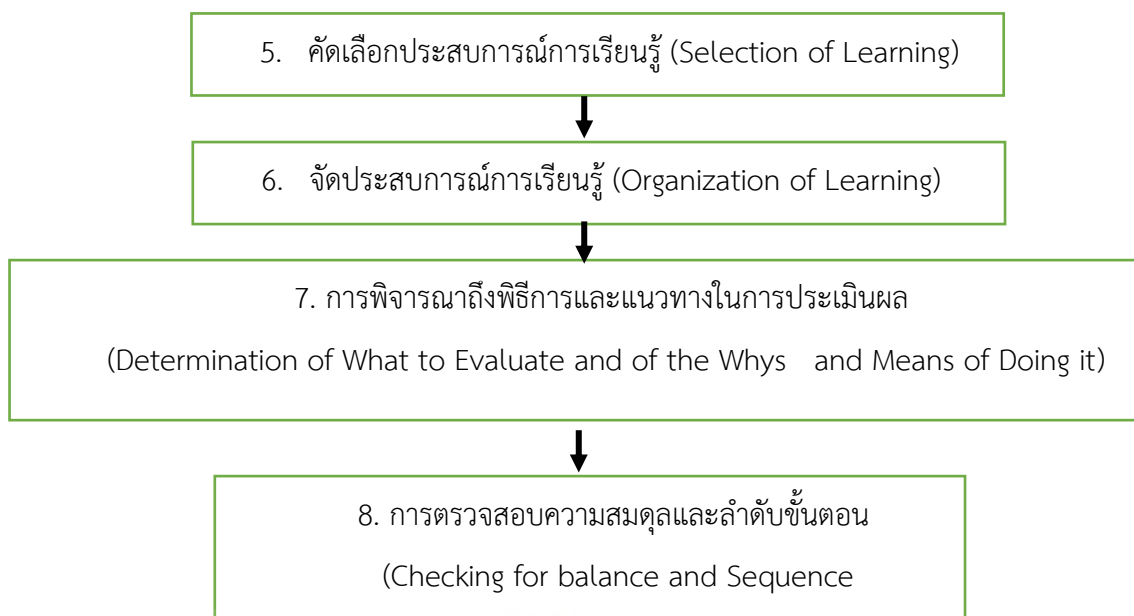 5. คัดเลือกประสบการณ์การเรียนรู้ (Selection of Learning)
6. จัดประสบการณ์การเรียนรู้ (Organization of Learning)
7. การพิจารณาถึงพิธีการและแนวทางในการประเมินผล
(Determination of What to Evaluate and of the Whys and Means of Doing it)
8. การตรวจสอบความสมดุลและลำดับขั้นตอน
(Checking for balance and Sequence